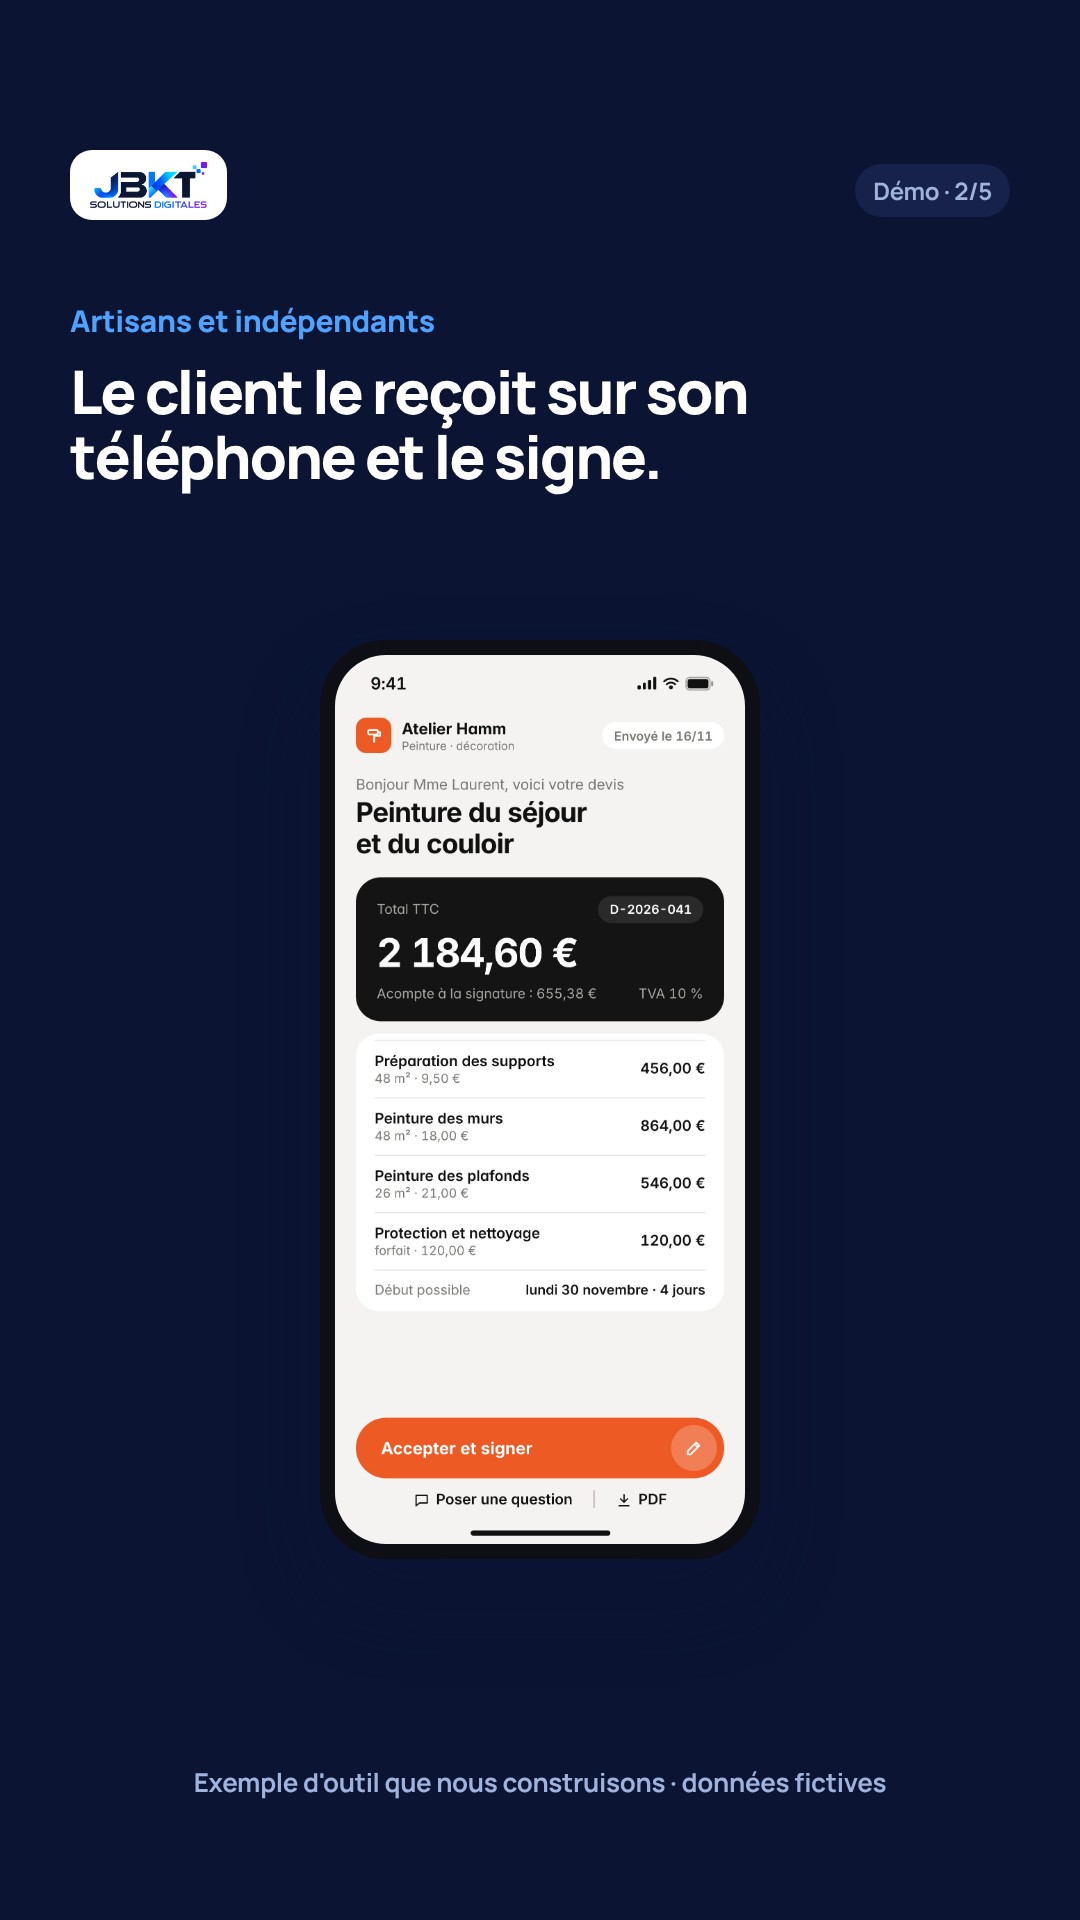 JBKT
SOLUTIONS DIGITALES
Démo · 2/5
Artisans et indépendants
Le client le reçoit sur son
téléphone et le signe.
9:41
Atelier Hamm
Peinture · décoration
Envoyé le 16/11
Bonjour Mme Laurent, voici votre devis
Peinture du séjour
et du couloir
Total TTC
D-2026-041
2 184,60 €
Acompte à la signature : 655,38 €
TVA 10 %
Préparation des supports
456,00 €
48 m² · 9,50 €
Peinture des murs
864,00 €
48 m² · 18,00 €
Peinture des plafonds
546,00 €
26 m² · 21,00 €
Protection et nettoyage
120,00 €
forfait · 120,00 €
Début possible
lundi 30 novembre · 4 jours
Accepter et signer
Poser une question
PDF
Exemple d'outil que nous construisons · données fictives